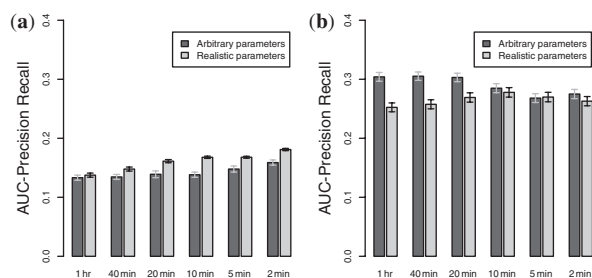 (a)
AUC-Precision Recall
0.4
0.3
0.2
0.1
0.0
Arbitrary parameters
Realistic parameters
1 hr 40 min 20 min 10 min 5 min 2 min
(b)
AUC-Precision Recall
0.4
0.3
0.2
0.1
0.0
Arbitrary parameters
Realistic parameters
1 hr 40 min 20 min 10 min 5 min 2 min